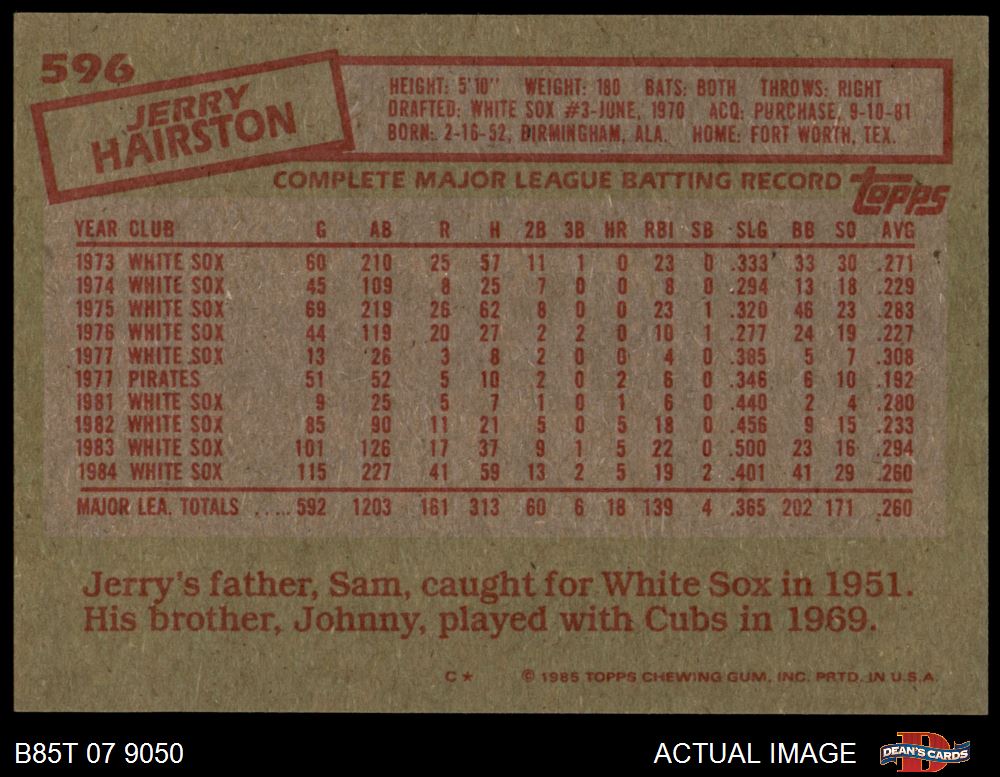 596
JERRY
HAIRSTON
HEIGHT: 5'10" WEIGHT: 180 BATS: BOTH THROWS: RIGHT
DRAFTED: WHITE SOX #3-JUNE, 1970 ACQ: PURCHASE, 9-10-81
BORN: 2-16-52, BIRMINGHAM, ALA. HOME: FORT WORTH, TEX.
COMPLETE MAJOR LEAGUE BATTING RECORD topps
YEAR CLUB G AB R H 2B 3B HR RBI SB SLG BB SO AVG
1973 WHITE SOX 60 210 25 57 11 1 0 23 0 .333 33 30 .271
1974 WHITE SOX 45 109 8 25 7 0 0 8 0 .294 13 18 .229
1975 WHITE SOX 69 219 26 62 8 0 0 23 1 .320 46 23 .283
1976 WHITE SOX 44 119 20 27 2 2 0 10 1 .277 24 19 .227
1977 WHITE SOX 13 26 3 8 2 0 0 4 0 .385 5 7 .308
1977 PIRATES 51 52 5 10 2 0 2 6 0 .346 6 10 .192
1981 WHITE SOX 9 25 5 7 1 0 1 6 0 .440 2 4 .280
1982 WHITE SOX 85 90 11 21 5 0 5 18 0 .456 9 15 .233
1983 WHITE SOX 101 126 17 37 9 1 5 22 0 .500 23 16 .294
1984 WHITE SOX 115 227 41 59 13 2 5 19 2 .401 41 29 .260
MAJOR LEA. TOTALS ..... 592 1203 161 313 60 6 18 139 4 .365 202 171 .260
Jerry's father, Sam, caught for White Sox in 1951.
His brother, Johnny, played with Cubs in 1969.
C★ © 1985 TOPPS CHEWING GUM, INC. PRTD. IN U.S.A.
B85T 07 9050 ACTUAL IMAGE D DEAN'S CARDS